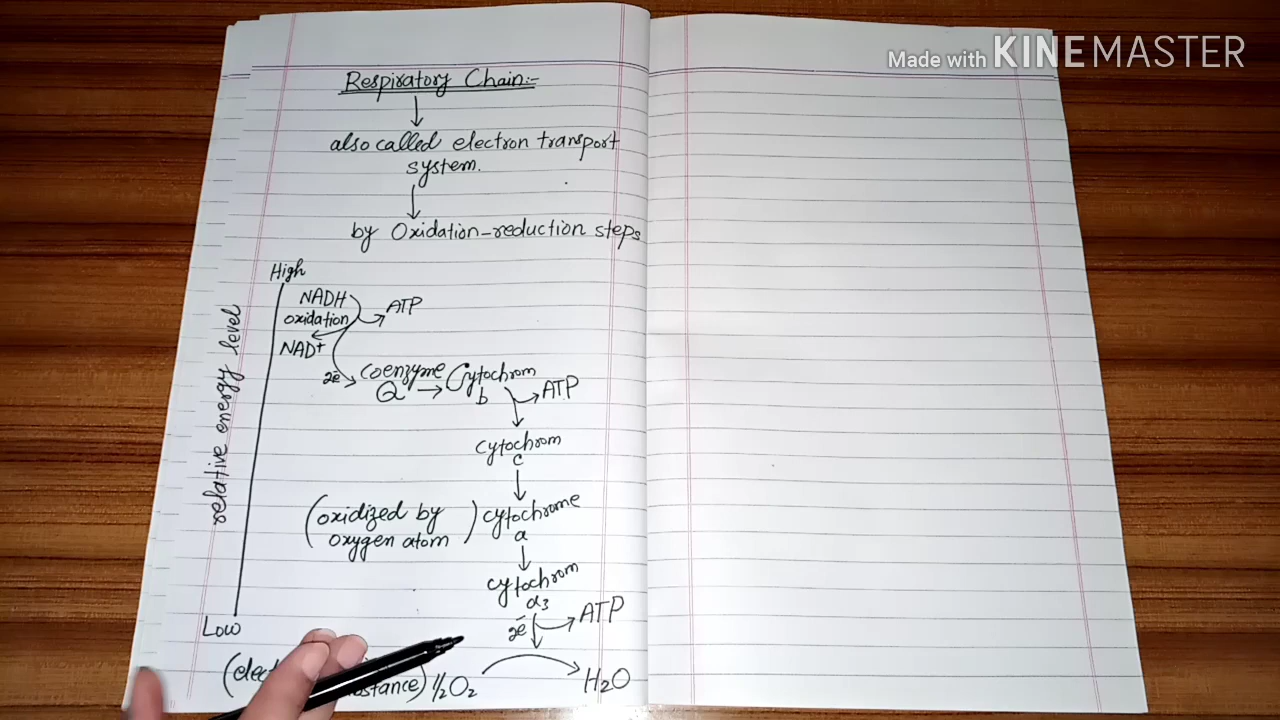 Made with KINEMASTER
Respiratory Chain:-
also called electron transport
system.
by Oxidation-reduction steps
High
NADH
oxidation
ATP
NAD+
2e-
Coenzyme
Q
Cytochrom
b
ATP
cytochrom
c
(oxidized by
oxygen atom)
cytochrome
a
cytochrom
a3
ATP
2e-
relative energy level
Low
½O2
H2O